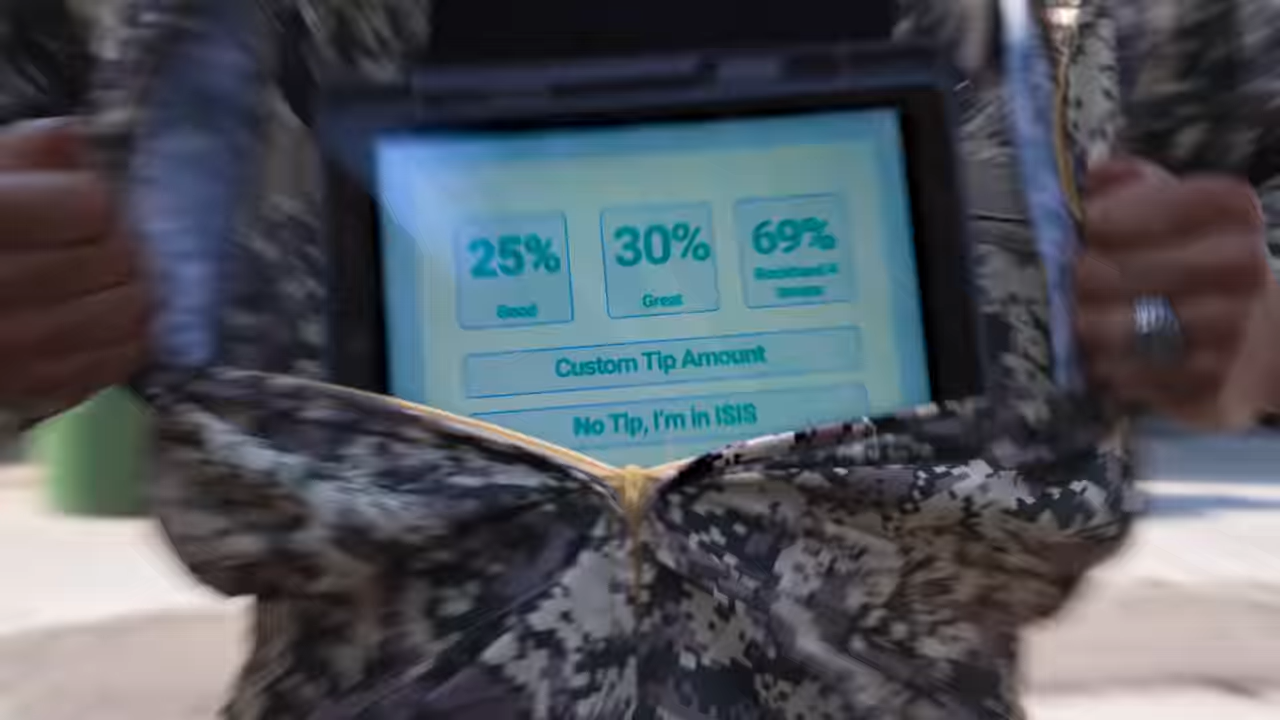 25%
30%
69%
Good
Great
Custom Tip Amount
No Tip, I'm in ISIS